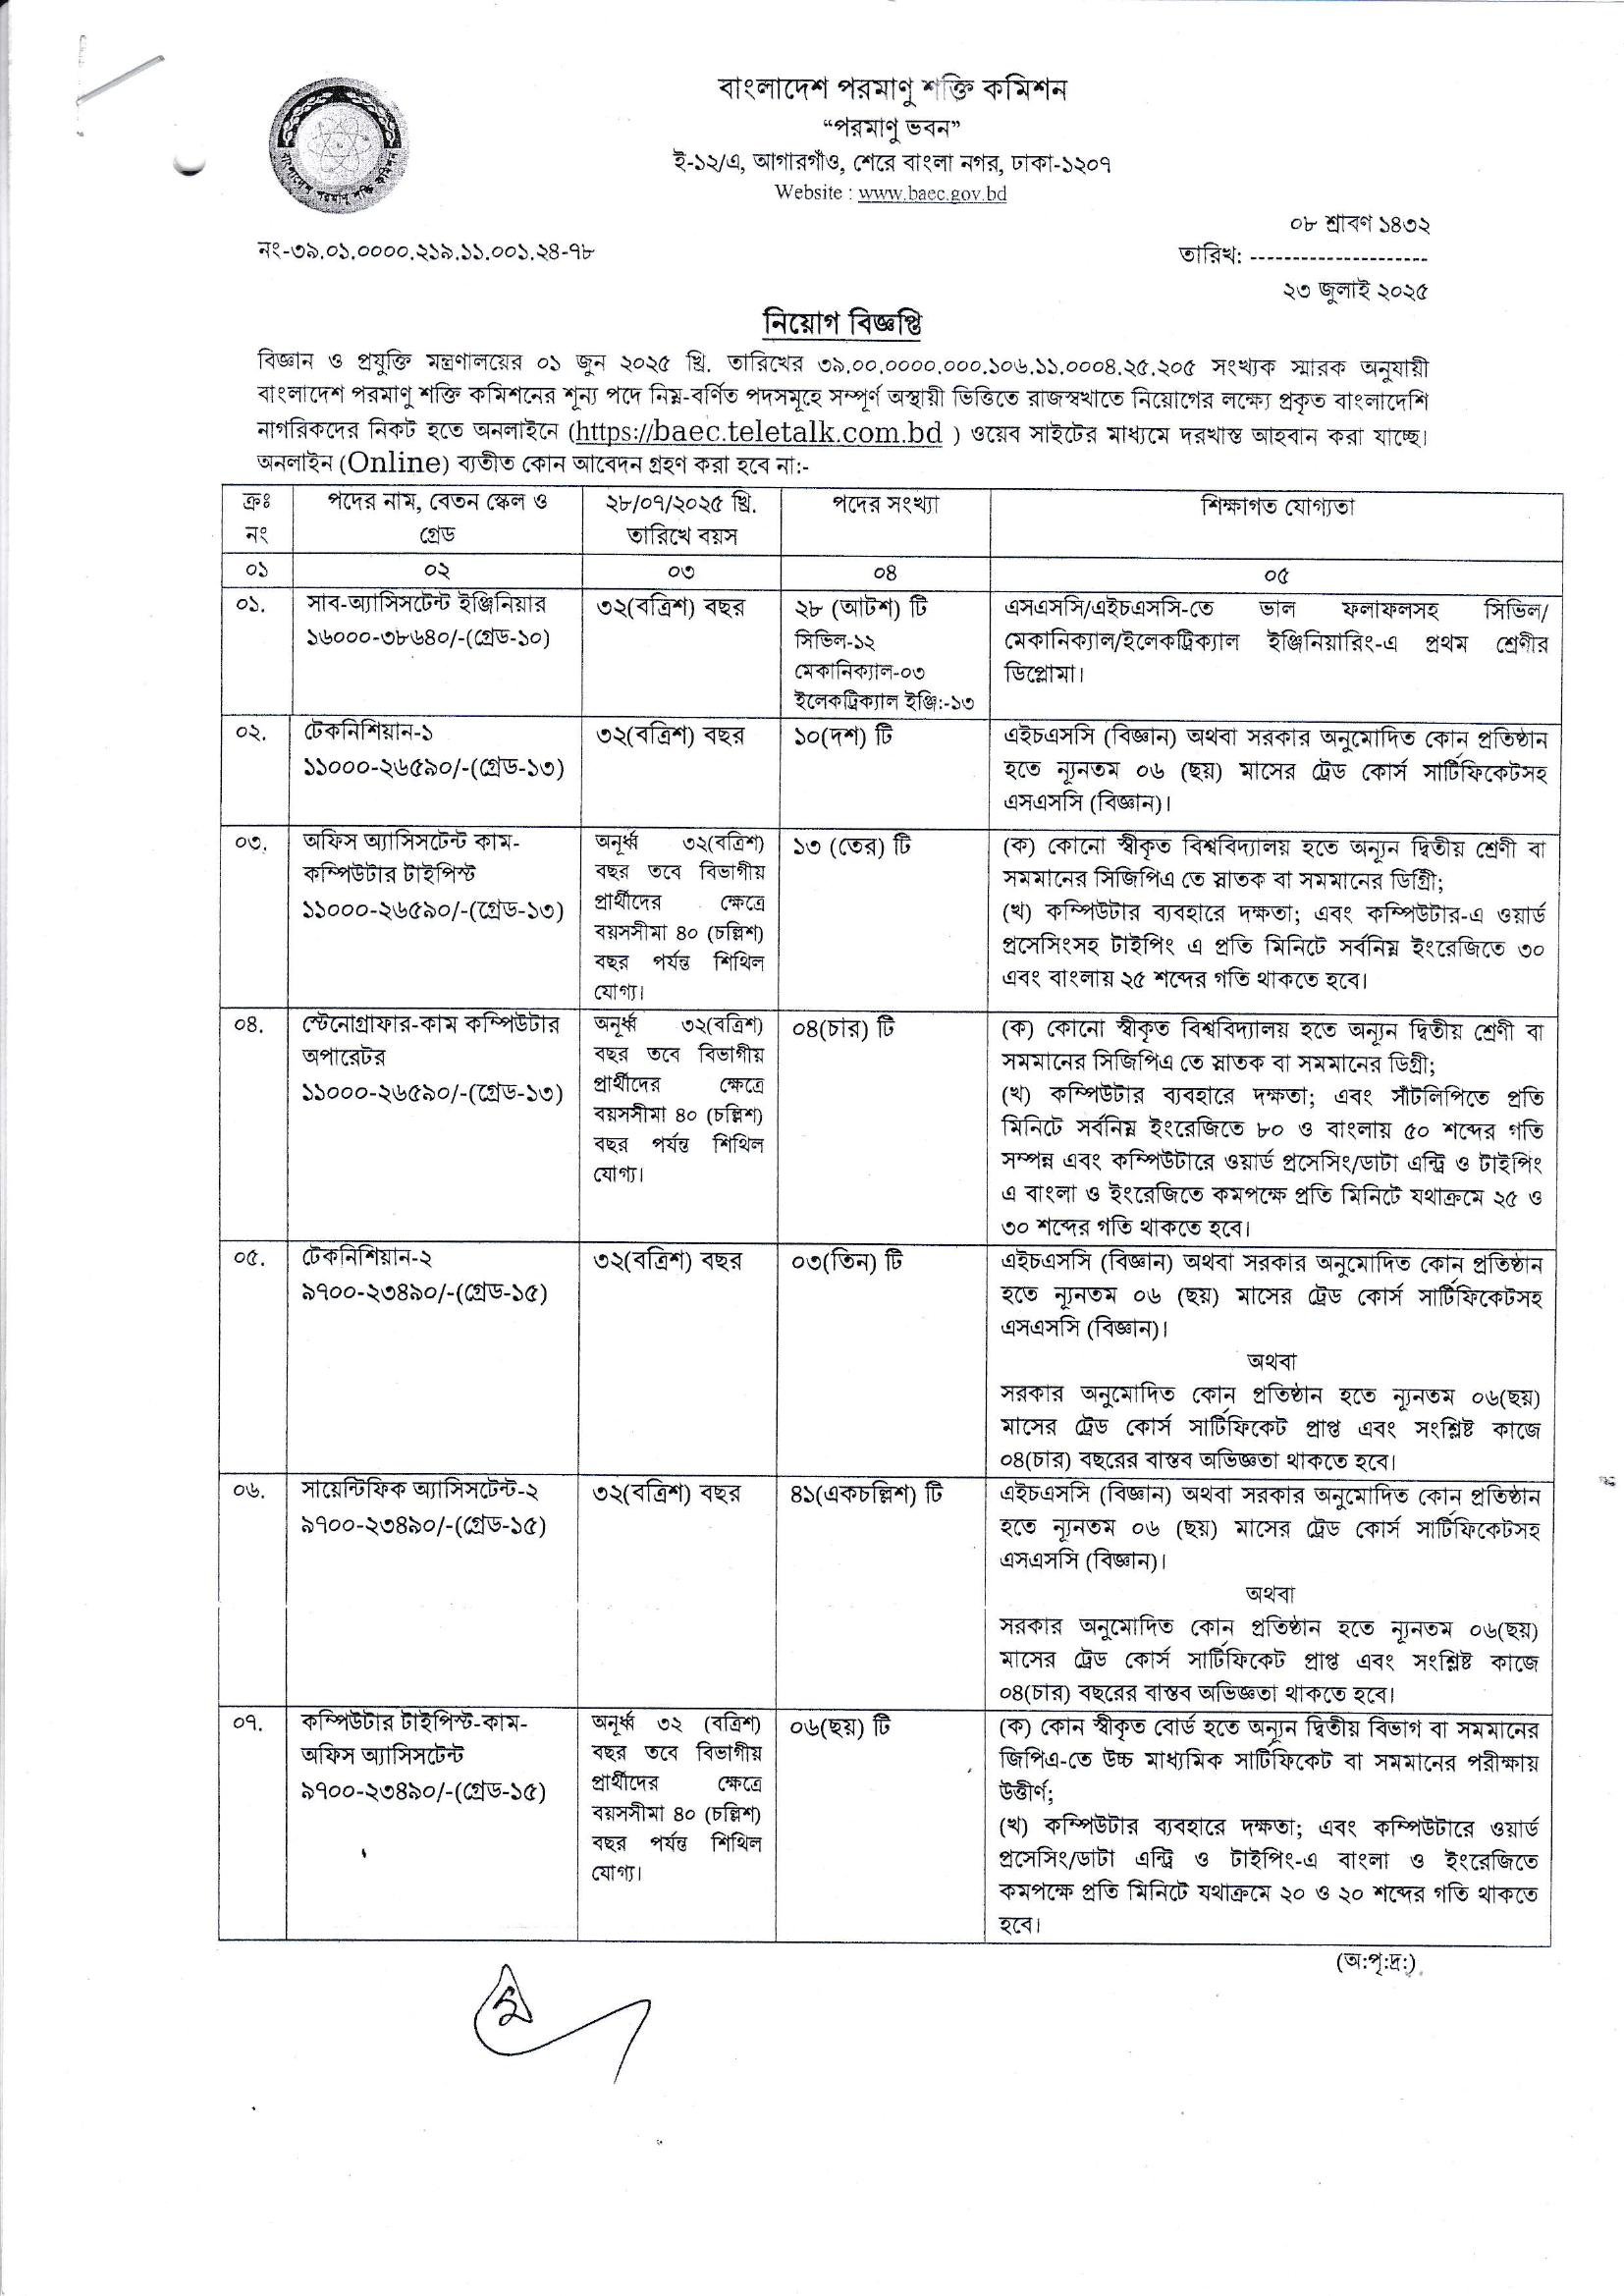 বাংলাদেশ পরমাণু শক্তি কমিশন
“পরমাণু ভবন”
ই-১২/এ, আগারগাঁও, শেরে বাংলা নগর, ঢাকা-১২০৭
Website : www.baec.gov.bd
বাংলাদেশ পরমাণু শক্তি কমিশন
০৮ শ্রাবণ ১৪৩২
নং-৩৯.০১.০০০০.২১৯.১১.০০১.২৪-৭৮
তারিখ: ---------------------
২৩ জুলাই ২০২৫
নিয়োগ বিজ্ঞপ্তি
বিজ্ঞান ও প্রযুক্তি মন্ত্রণালয়ের ০১ জুন ২০২৫ খ্রি. তারিখের ৩৯.০০.০০০০.০০০.১০৬.১১.০০০৪.২৫.২০৫ সংখ্যক স্মারক অনুযায়ী
বাংলাদেশ পরমাণু শক্তি কমিশনের শূন্য পদে নিম্ন-বর্ণিত পদসমূহে সম্পূর্ণ অস্থায়ী ভিত্তিতে রাজস্বখাতে নিয়োগের লক্ষ্যে প্রকৃত বাংলাদেশি
নাগরিকদের নিকট হতে অনলাইনে (https://baec.teletalk.com.bd ) ওয়েব সাইটের মাধ্যমে দরখাস্ত আহবান করা যাচ্ছে।
অনলাইন (Online) ব্যতীত কোন আবেদন গ্রহণ করা হবে না:-
ক্রঃ নং
পদের নাম, বেতন স্কেল ও
গ্রেড
২৮/০৭/২০২৫ খ্রি.
তারিখে বয়স
পদের সংখ্যা
শিক্ষাগত যোগ্যতা
০১ ০২ ০৩ ০৪ ০৫
০১.
সাব-অ্যাসিসটেন্ট ইঞ্জিনিয়ার
১৬০০০-৩৮৬৪০/-(গ্রেড-১০)
৩২(বত্রিশ) বছর
২৮ (আটশ) টি
সিভিল-১২
মেকানিক্যাল-০৩
ইলেকট্রিক্যাল ইঞ্জি:-১৩
এসএসসি/এইচএসসি-তে ভাল ফলাফলসহ সিভিল/
মেকানিক্যাল/ইলেকট্রিক্যাল ইঞ্জিনিয়ারিং-এ প্রথম শ্রেণীর
ডিপ্লোমা।
০২.
টেকনিশিয়ান-১
১১০০০-২৬৫৯০/-(গ্রেড-১৩)
৩২(বত্রিশ) বছর
১০(দশ) টি
এইচএসসি (বিজ্ঞান) অথবা সরকার অনুমোদিত কোন প্রতিষ্ঠান
হতে ন্যূনতম ০৬ (ছয়) মাসের ট্রেড কোর্স সার্টিফিকেটসহ
এসএসসি (বিজ্ঞান)।
০৩.
অফিস অ্যাসিসটেন্ট কাম-
কম্পিউটার টাইপিস্ট
১১০০০-২৬৫৯০/-(গ্রেড-১৩)
অনূর্ধ্ব ৩২(বত্রিশ)
বছর তবে বিভাগীয়
প্রার্থীদের ক্ষেত্রে
বয়সসীমা ৪০ (চল্লিশ)
বছর পর্যন্ত শিথিল
যোগ্য।
১৩ (তের) টি
(ক) কোনো স্বীকৃত বিশ্ববিদ্যালয় হতে অন্যূন দ্বিতীয় শ্রেণী বা
সমমানের সিজিপিএ তে স্নাতক বা সমমানের ডিগ্রিী;
(খ) কম্পিউটার ব্যবহারে দক্ষতা; এবং কম্পিউটার-এ ওয়ার্ড
প্রসেসিংসহ টাইপিং এ প্রতি মিনিটে সর্বনিম্ন ইংরেজিতে ৩০
এবং বাংলায় ২৫ শব্দের গতি থাকতে হবে।
০৪.
স্টেনোগ্রাফার-কাম কম্পিউটার
অপারেটর
১১০০০-২৬৫৯০/-(গ্রেড-১৩)
অনূর্ধ্ব ৩২(বত্রিশ)
বছর তবে বিভাগীয়
প্রার্থীদের ক্ষেত্রে
বয়সসীমা ৪০ (চল্লিশ)
বছর পর্যন্ত শিথিল
যোগ্য।
০৪(চার) টি
(ক) কোনো স্বীকৃত বিশ্ববিদ্যালয় হতে অন্যূন দ্বিতীয় শ্রেণী বা
সমমানের সিজিপিএ তে স্নাতক বা সমমানের ডিগ্রী;
(খ) কম্পিউটার ব্যবহারে দক্ষতা; এবং সাঁটলিপিতে প্রতি
মিনিটে সর্বনিম্ন ইংরেজিতে ৮০ ও বাংলায় ৫০ শব্দের গতি
সম্পন্ন এবং কম্পিউটারে ওয়ার্ড প্রসেসিং/ডাটা এন্ট্রি ও টাইপিং
এ বাংলা ও ইংরেজিতে কমপক্ষে প্রতি মিনিটে যথাক্রমে ২৫ ও
৩০ শব্দের গতি থাকতে হবে।
০৫.
টেকনিশিয়ান-২
৯৭০০-২৩৪৯০/-(গ্রেড-১৫)
৩২(বত্রিশ) বছর
০৩(তিন) টি
এইচএসসি (বিজ্ঞান) অথবা সরকার অনুমোদিত কোন প্রতিষ্ঠান
হতে ন্যূনতম ০৬ (ছয়) মাসের ট্রেড কোর্স সার্টিফিকেটসহ
এসএসসি (বিজ্ঞান)।
অথবা
সরকার অনুমোদিত কোন প্রতিষ্ঠান হতে ন্যূনতম ০৬(ছয়)
মাসের ট্রেড কোর্স সার্টিফিকেট প্রাপ্ত এবং সংশ্লিষ্ট কাজে
০৪(চার) বছরের বাস্তব অভিজ্ঞতা থাকতে হবে।
০৬.
সায়েন্টিফিক অ্যাসিসটেন্ট-২
৯৭০০-২৩৪৯০/-(গ্রেড-১৫)
৩২(বত্রিশ) বছর
৪১(একচল্লিশ) টি
এইচএসসি (বিজ্ঞান) অথবা সরকার অনুমোদিত কোন প্রতিষ্ঠান
হতে ন্যূনতম ০৬ (ছয়) মাসের ট্রেড কোর্স সার্টিফিকেটসহ
এসএসসি (বিজ্ঞান)।
অথবা
সরকার অনুমোদিত কোন প্রতিষ্ঠান হতে ন্যূনতম ০৬(ছয়)
মাসের ট্রেড কোর্স সার্টিফিকেট প্রাপ্ত এবং সংশ্লিষ্ট কাজে
০৪(চার) বছরের বাস্তব অভিজ্ঞতা থাকতে হবে।
০৭.
কম্পিউটার টাইপিস্ট-কাম-
অফিস অ্যাসিসটেন্ট
৯৭০০-২৩৪৯০/-(গ্রেড-১৫)
অনূর্ধ্ব ৩২ (বত্রিশ)
বছর তবে বিভাগীয়
প্রার্থীদের ক্ষেত্রে
বয়সসীমা ৪০ (চল্লিশ)
বছর পর্যন্ত শিথিল
যোগ্য।
০৬(ছয়) টি
(ক) কোন স্বীকৃত বোর্ড হতে অন্যূন দ্বিতীয় বিভাগ বা সমমানের
জিপিএ-তে উচ্চ মাধ্যমিক সার্টিফিকেট বা সমমানের পরীক্ষায়
উত্তীর্ণ;
(খ) কম্পিউটার ব্যবহারে দক্ষতা; এবং কম্পিউটারে ওয়ার্ড
প্রসেসিং/ডাটা এন্ট্রি ও টাইপিং-এ বাংলা ও ইংরেজিতে
কমপক্ষে প্রতি মিনিটে যথাক্রমে ২০ ও ২০ শব্দের গতি থাকতে
হবে।
(অ:পৃ:দ্র:)